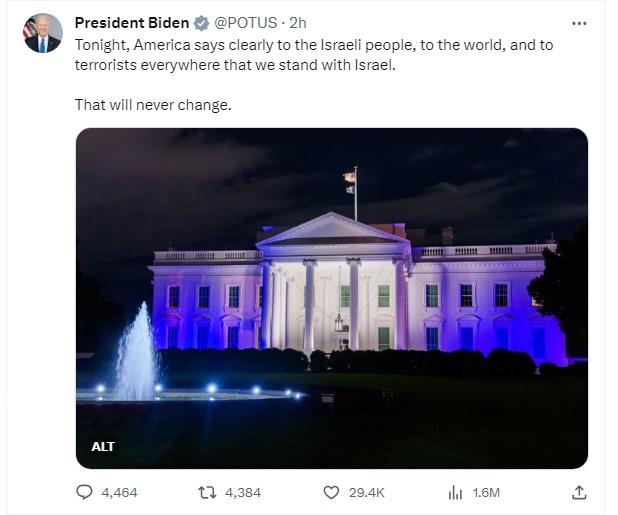 President Biden @POTUS · 2h
Tonight, America says clearly to the Israeli people, to the world, and to
terrorists everywhere that we stand with Israel.
That will never change.
ALT
4,464 4,384 29.4K 1.6M